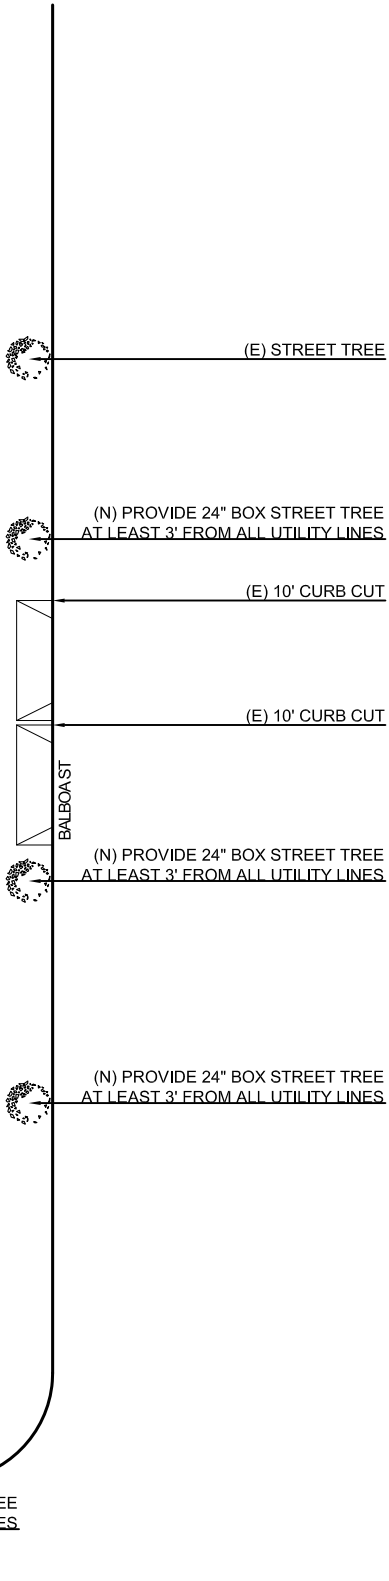 (E) STREET TREE
(N) PROVIDE 24" BOX STREET TREE
AT LEAST 3' FROM ALL UTILITY LINES
(E) 10' CURB CUT
(E) 10' CURB CUT
BALBOA ST
(N) PROVIDE 24" BOX STREET TREE
AT LEAST 3' FROM ALL UTILITY LINES
(N) PROVIDE 24" BOX STREET TREE
AT LEAST 3' FROM ALL UTILITY LINES
EE
ES